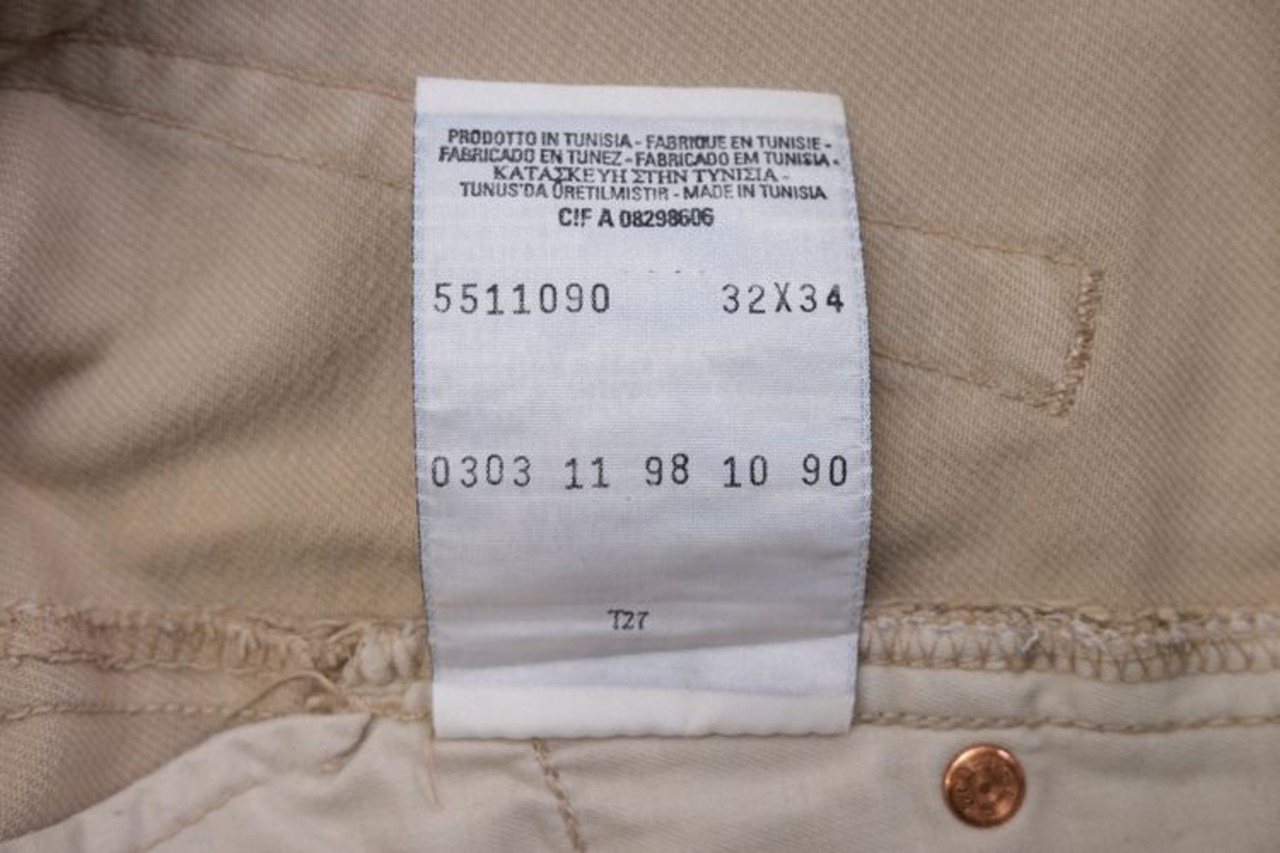 PRODOTTO IN TUNISIA - FABRIQUE EN TUNISIE -
FABRICADO EN TUNEZ - FABRICADO EM TUNISIA -
ΚΑΤΑΣΚΕΥΗ ΣΤΗΝ ΤΥΝΙΣΙΑ -
TUNUS'DA ÜRETILMISTIR - MADE IN TUNISIA
CIF A 08298606
5511090 32X34
0303 11 98 10 90
T27